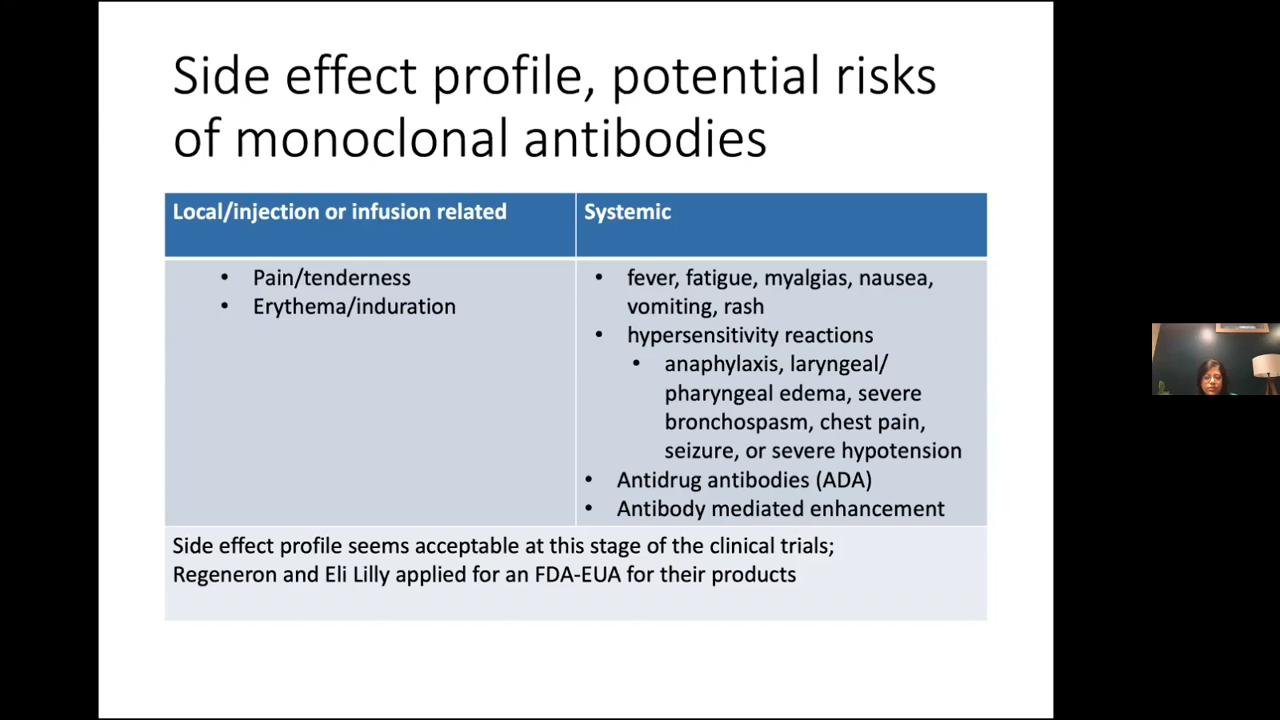 Side effect profile, potential risks
of monoclonal antibodies
Local/injection or infusion related
Systemic
• Pain/tenderness
• Erythema/induration
• fever, fatigue, myalgias, nausea,
vomiting, rash
• hypersensitivity reactions
• anaphylaxis, laryngeal/
pharyngeal edema, severe
bronchospasm, chest pain,
seizure, or severe hypotension
• Antidrug antibodies (ADA)
• Antibody mediated enhancement
Side effect profile seems acceptable at this stage of the clinical trials;
Regeneron and Eli Lilly applied for an FDA-EUA for their products